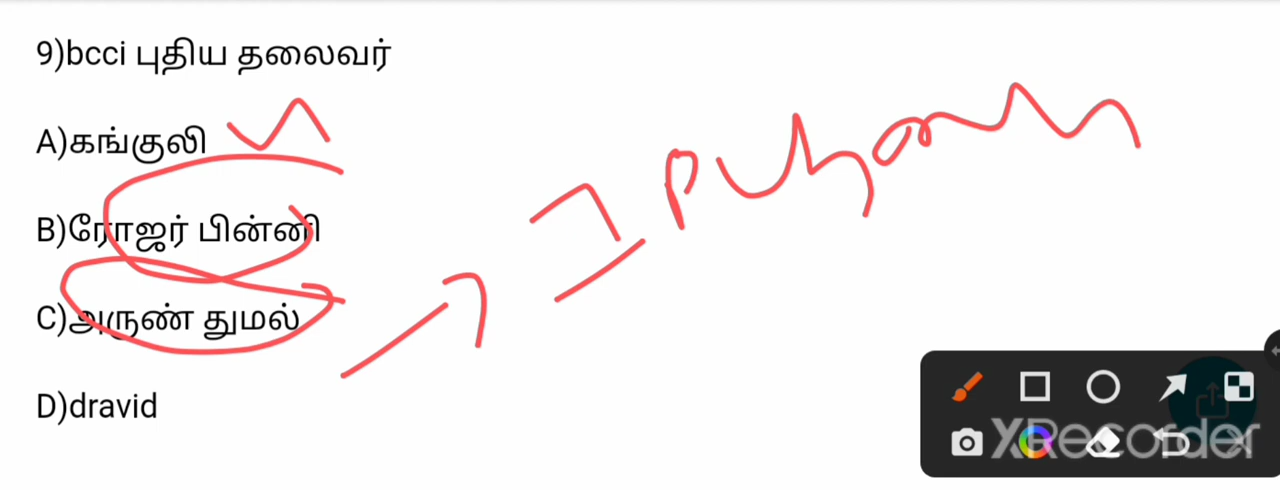 9)bcci புதிய தலைவர்
A)கங்குலி
B)ரோஜர் பின்னி
C)அருண் துமல்
D)dravid
XRecorder